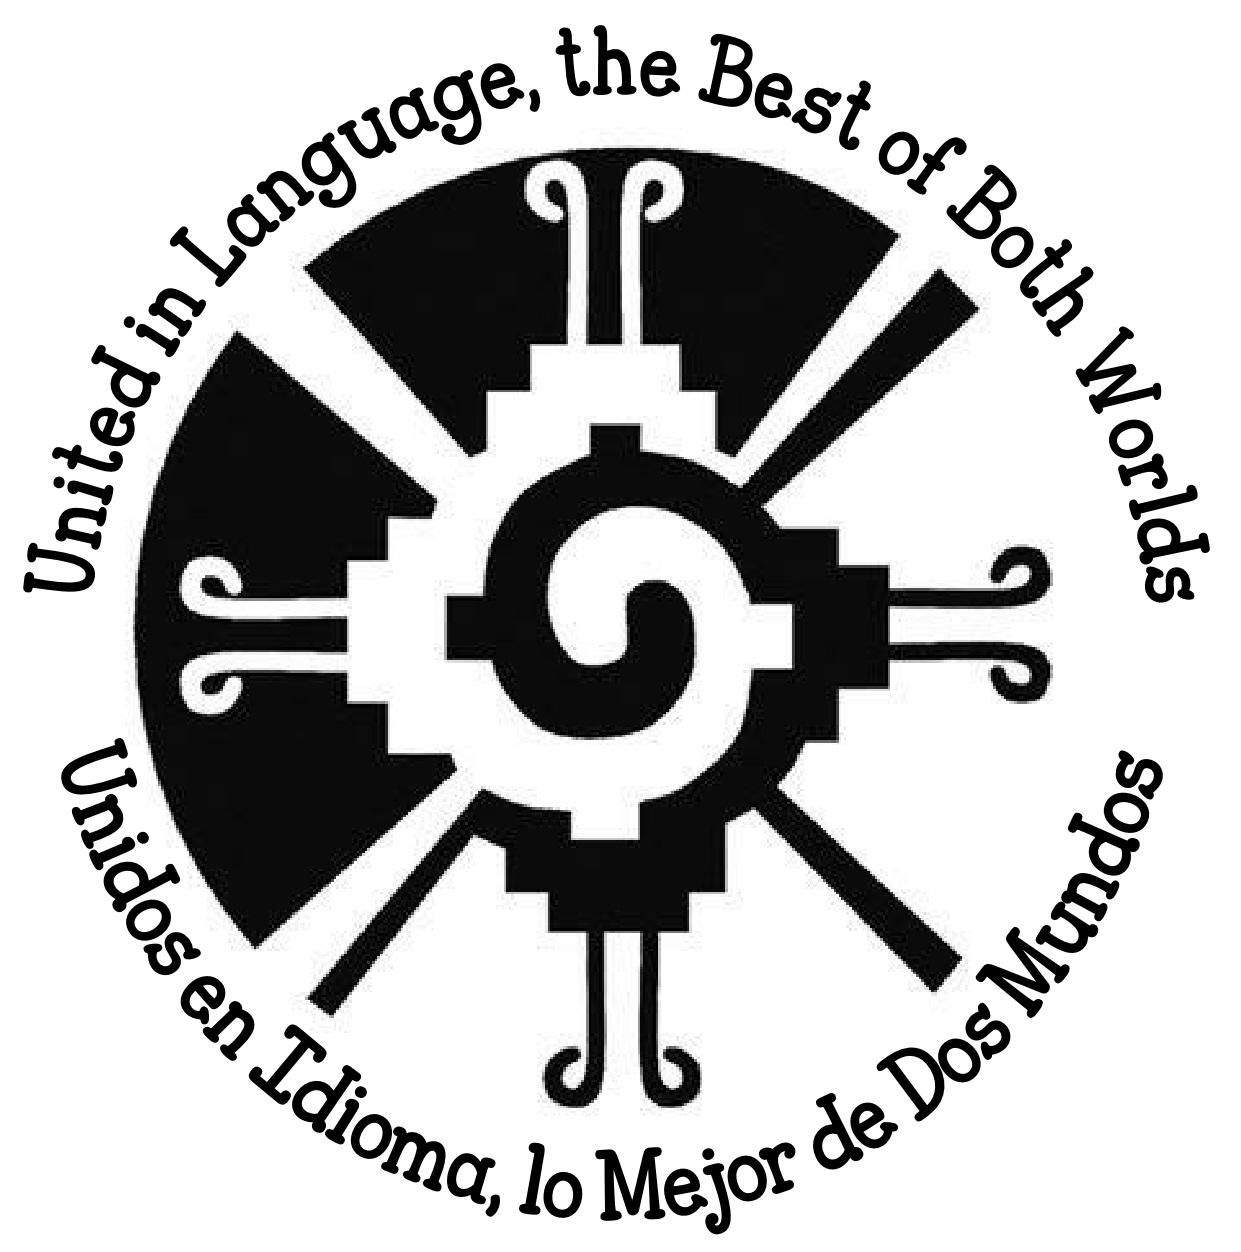 United in Language, the Best of Both Worlds
Unidos en Idioma, lo Mejor de Dos Mundos